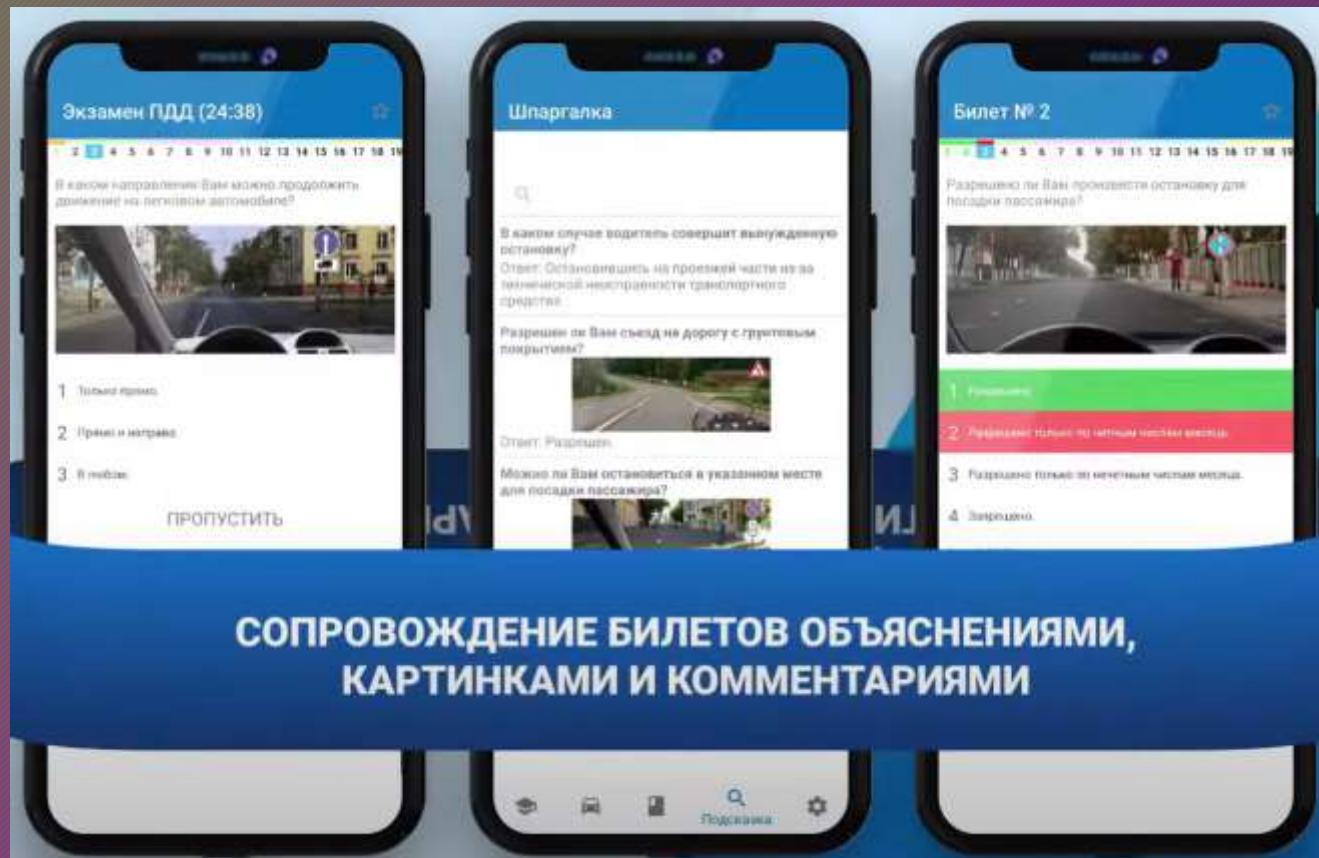 Экзамен ПДД (24:38)
2 3 4 5 6 7 8 9 10 11 12 13 14 15 16 17 18 19
В каком направлении Вам можно продолжить
движение на легковом автомобиле?
1 Только прямо.
2 Прямо и направо.
3 В любом.
ПРОПУСТИТЬ
Шпаргалка
В каком случае водитель совершит вынужденную
остановку?
Ответ: Остановившись на проезжей части из за
технической неисправности транспортного
средства.
Разрешен ли Вам съезд на дорогу с грунтовым
покрытием?
Ответ: Разрешен.
Можно ли Вам остановиться в указанном месте
для посадки пассажира?
Подсказка
Билет № 2
1 2 3 4 5 6 7 8 9 10 11 12 13 14 15 16 17 18 19
Разрешено ли Вам произвести остановку для
посадки пассажира?
1 Разрешено.
2 Разрешено только по четным числам месяца.
3 Разрешено только по нечетным числам месяца.
4 Запрещено.
СОПРОВОЖДЕНИЕ БИЛЕТОВ ОБЪЯСНЕНИЯМИ,
КАРТИНКАМИ И КОММЕНТАРИЯМИ